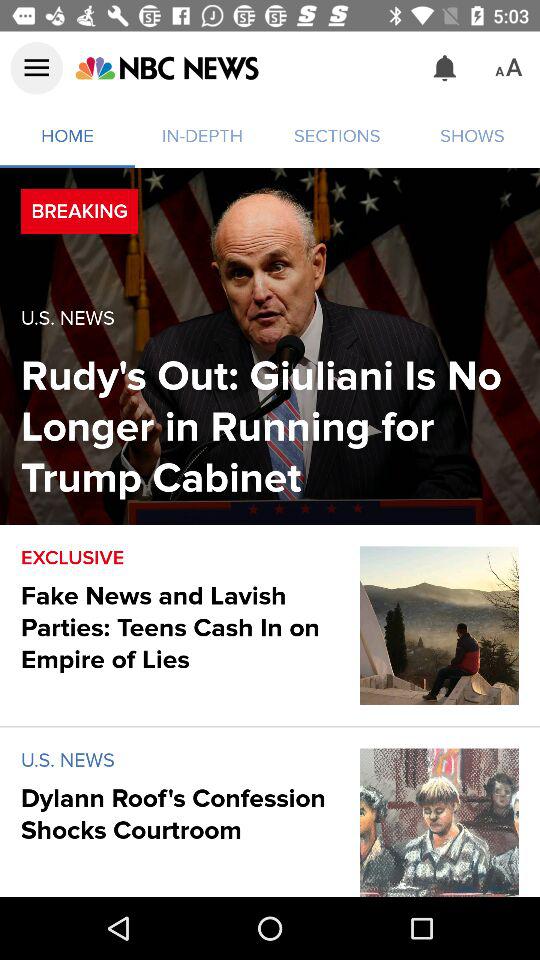 5:03
NBC NEWS
AA
HOME IN-DEPTH SECTIONS SHOWS
BREAKING
U.S. NEWS
Rudy's Out: Giuliani Is No
Longer in Running for
Trump Cabinet
EXCLUSIVE
Fake News and Lavish
Parties: Teens Cash In on
Empire of Lies
U.S. NEWS
Dylann Roof's Confession
Shocks Courtroom